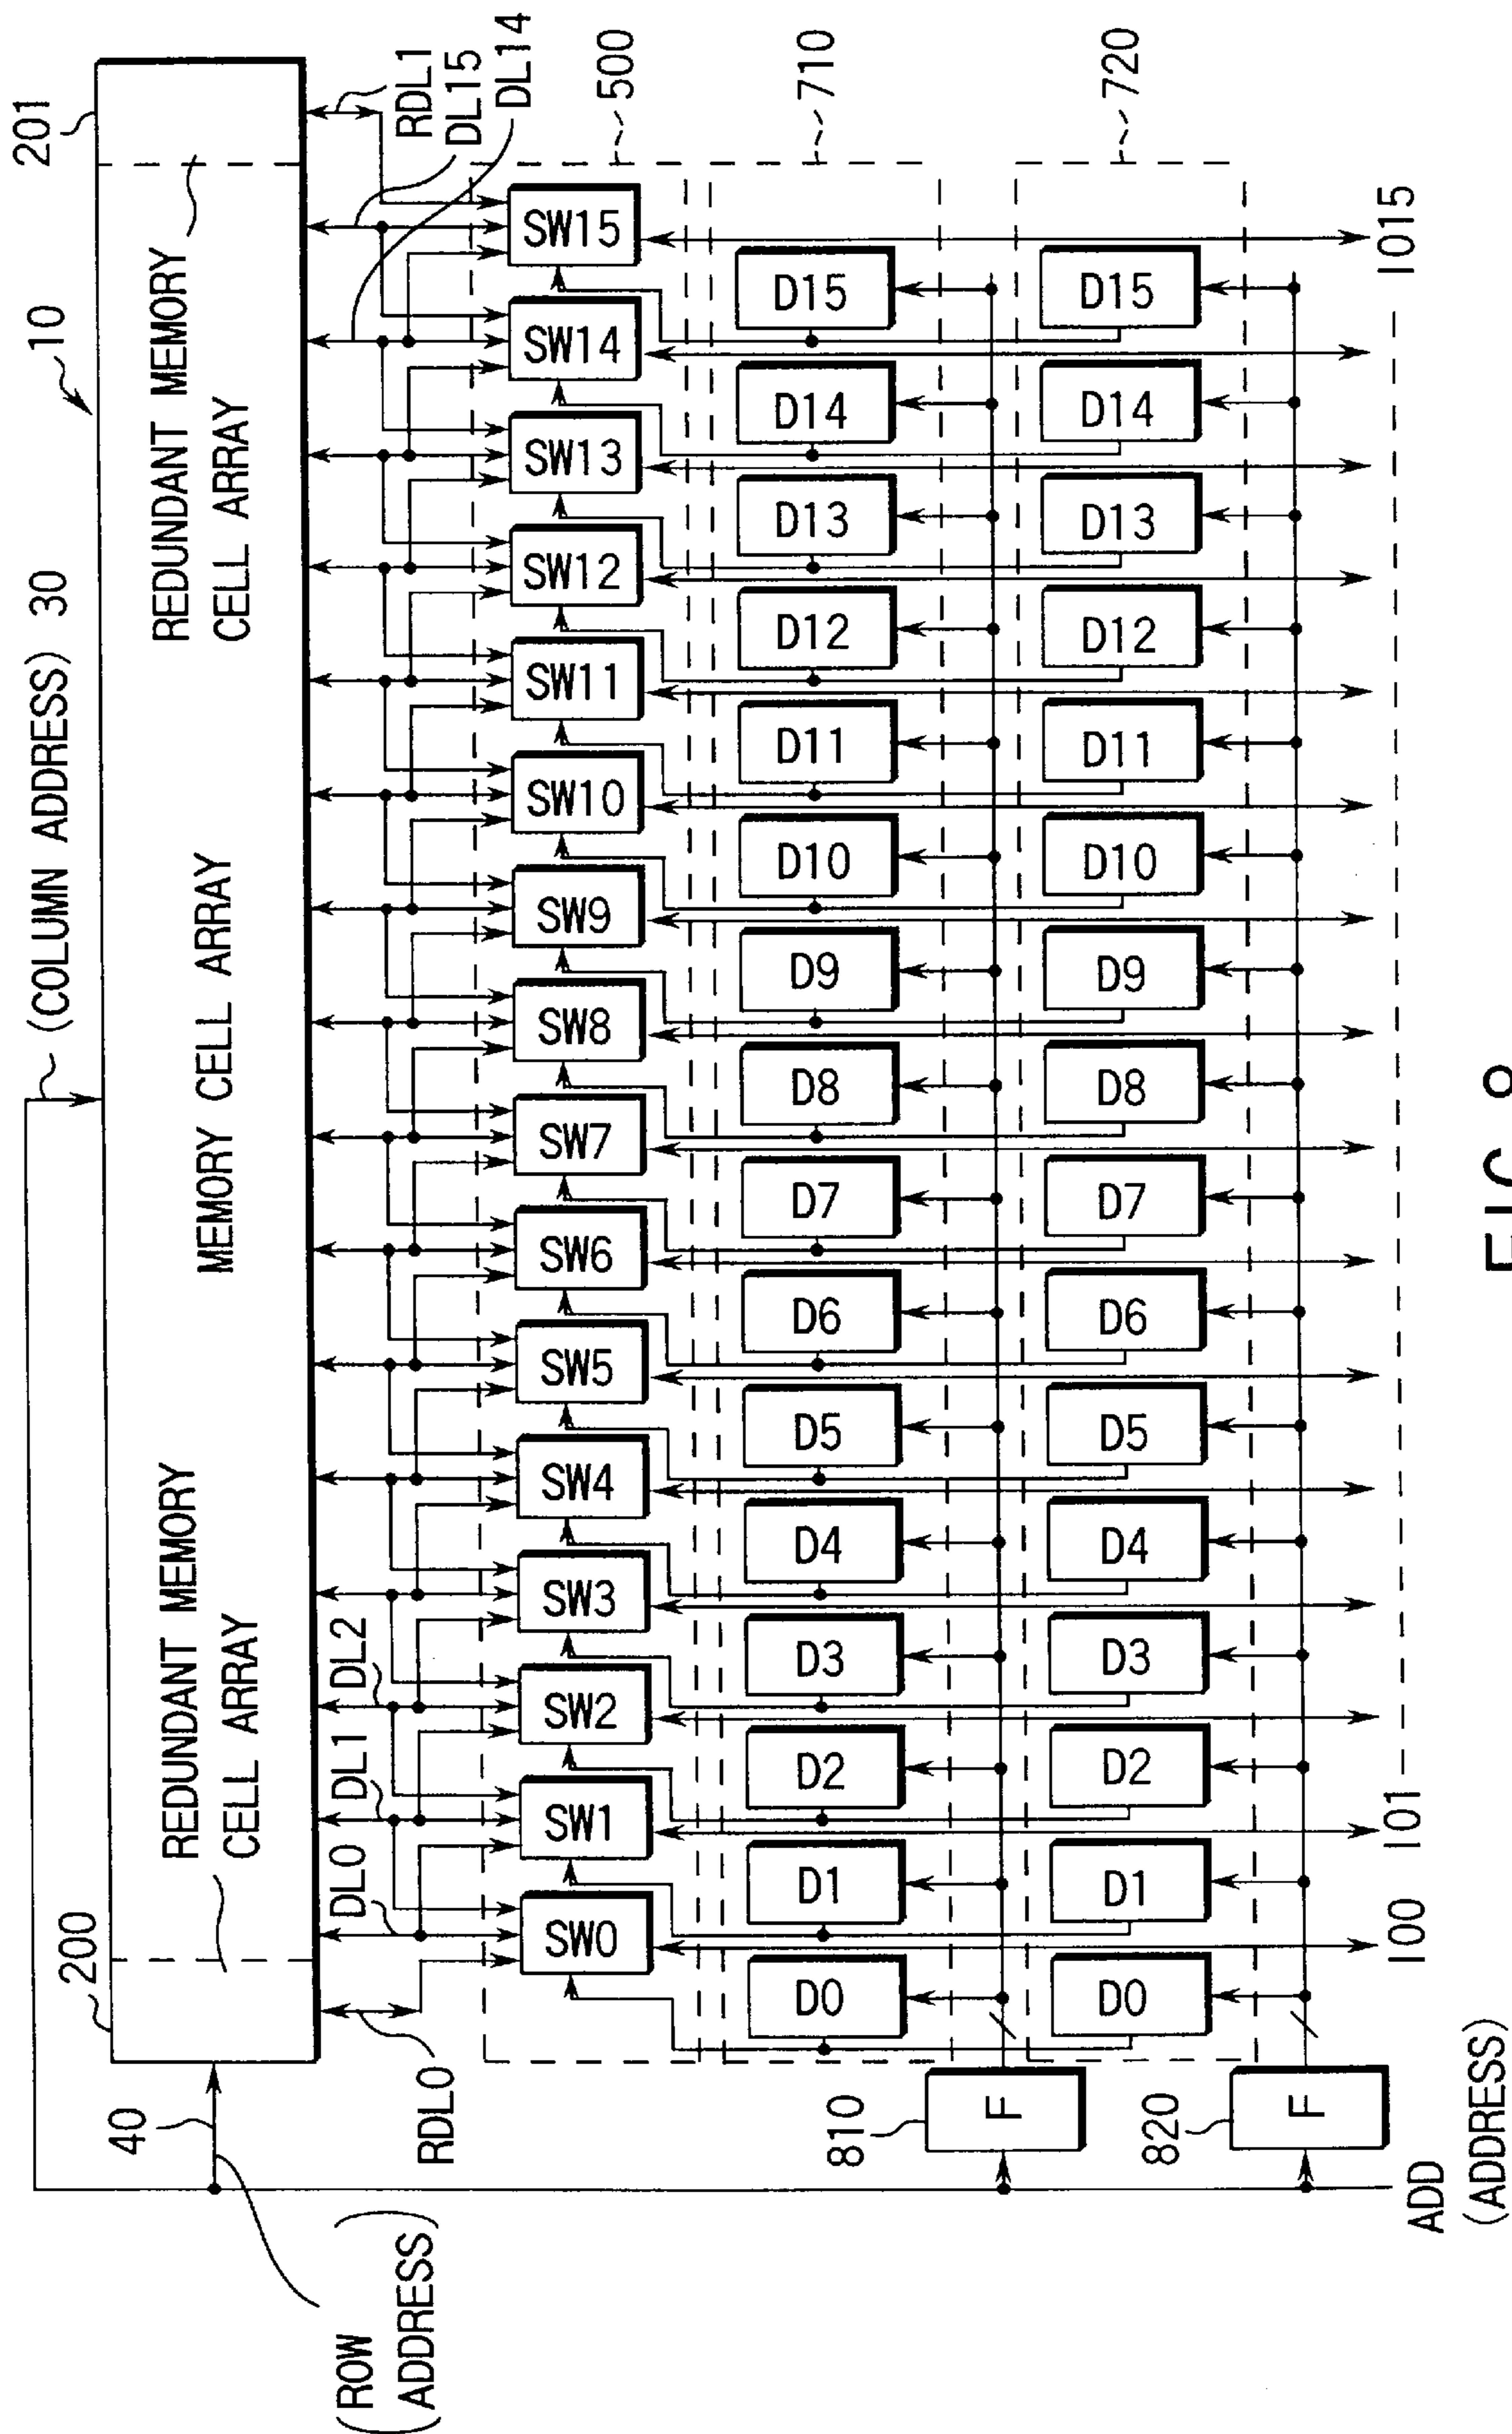 10
(COLUMN ADDRESS) 30
200
201
REDUNDANT MEMORY
CELL ARRAY
MEMORY CELL ARRAY
REDUNDANT MEMORY
CELL ARRAY
40
(ROW
ADDRESS)
RDL0
DL0
DL1
DL2
RDL1
DL15
DL14
SW0
SW1
SW2
SW3
SW4
SW5
SW6
SW7
SW8
SW9
SW10
SW11
SW12
SW13
SW14
SW15
500
D0
D1
D2
D3
D4
D5
D6
D7
D8
D9
D10
D11
D12
D13
D14
D15
710
810
F
D0
D1
D2
D3
D4
D5
D6
D7
D8
D9
D10
D11
D12
D13
D14
D15
720
820
F
ADD
(ADDRESS)
IO0
IO1
IO15